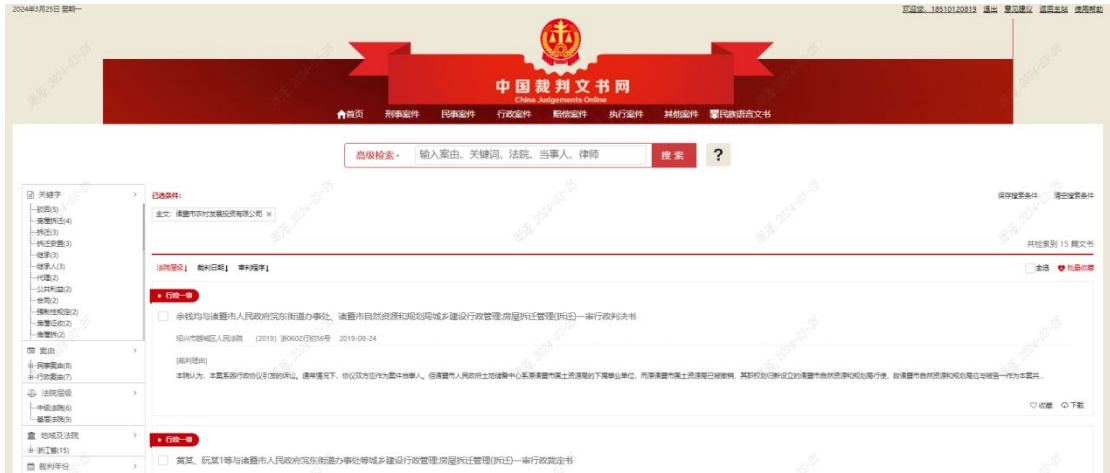 2024年3月25日 星期一
欢迎您，18510120819 退出 意见建议 返回主站 使用帮助
中国裁判文书网
China Judgements Online
首页 刑事案件 民事案件 行政案件 赔偿案件 执行案件 其他案件 民族语言文书
高级检索 输入案由、关键词、法院、当事人、律师 搜索 ?
关键字
驳回(5)
房屋拆迁(4)
拆迁(3)
拆迁安置(3)
继承(3)
继承人(3)
代理(2)
公共利益(2)
合同(2)
强制性规定(2)
房屋征收(2)
房屋拆(2)
案由
民事案由(8)
行政案由(7)
法院层级
中级法院(6)
基层法院(9)
地域及法院
浙江省(15)
裁判年份
已选条件:
保存搜索条件 清空搜索条件
全文: 诸暨市农村发展投资有限公司 ×
共检索到 15 篇文书
法院层级↓ 裁判日期↓ 审判程序↓
全选 批量收藏
行政一审
余钱均与诸暨市人民政府浣东街道办事处、诸暨市自然资源和规划局城乡建设行政管理:房屋拆迁管理(拆迁)一审行政判决书
绍兴市越城区人民法院 （2019）浙0602行初56号 2019-08-24
[裁判理由]
本院认为、本案系因行政协议引发的诉讼。通常情况下，协议双方应作为案件当事人。但诸暨市人民政府土地储备中心系原诸暨市国土资源局的下属事业单位，而原诸暨市国土资源局已被撤销，其职权划归新设立的诸暨市自然资源和规划局行使，故诸暨市自然资源和规划局应与被告一作为本案共...
收藏 下载
行政一审
黄某、阮某1等与诸暨市人民政府浣东街道办事处等城乡建设行政管理:房屋拆迁管理(拆迁)一审行政裁定书